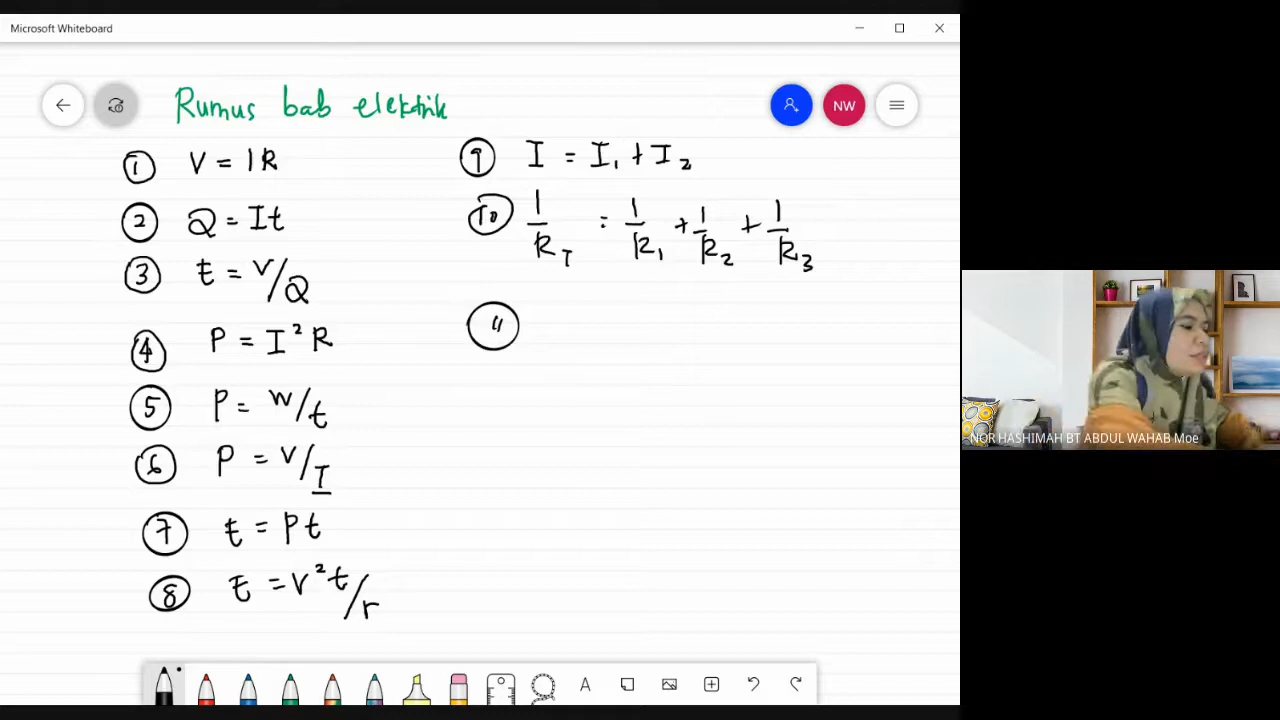 Microsoft Whiteboard
Rumus bab elektrik
NW
① V = IR
② Q = It
③ t = V/Q
④ P = I²R
⑤ P = W/t
⑥ P = V/I
⑦ t = Pt
⑧ E = V²t/r
⑨ I = I₁ + I₂
⑩ 1/R_T = 1/R₁ + 1/R₂ + 1/R₃
⑪
NOR HASHIMAH BT ABDUL WAHAB Moe
A